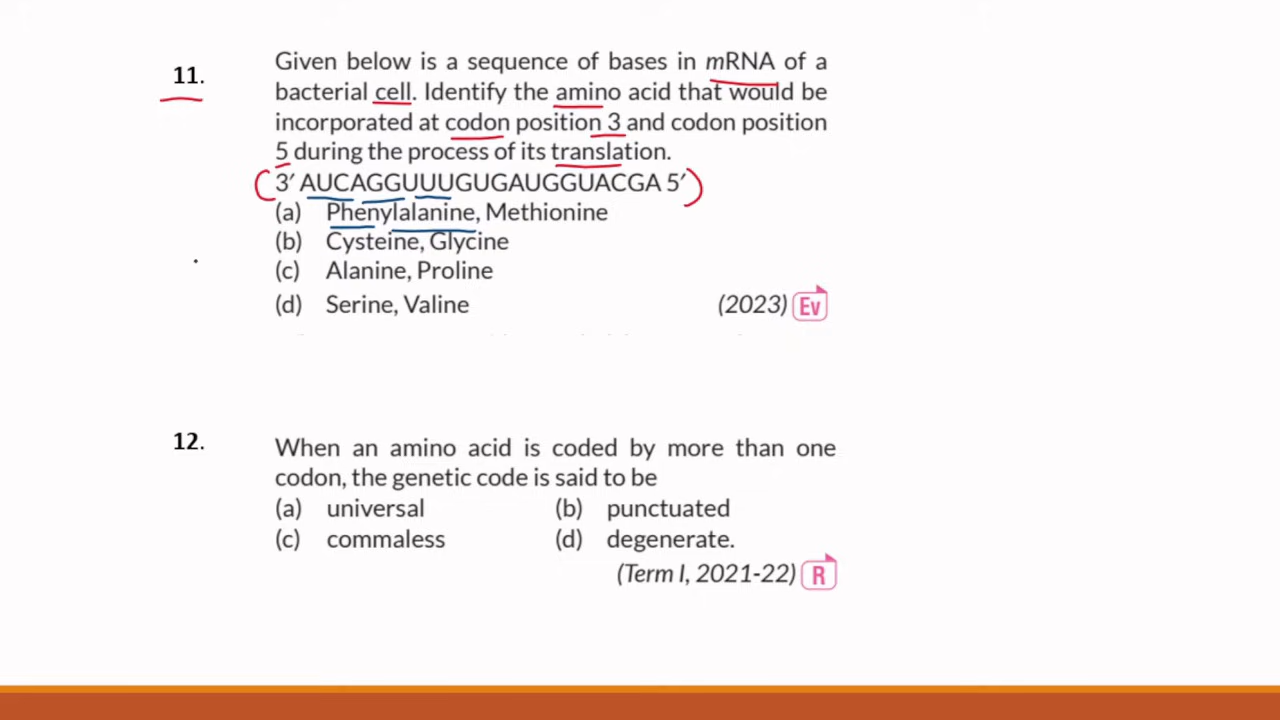 11.
Given below is a sequence of bases in mRNA of a
bacterial cell. Identify the amino acid that would be
incorporated at codon position 3 and codon position
5 during the process of its translation.
3′ AUCAGGUUUGUGAUGGUACGA 5′
(a) Phenylalanine, Methionine
(b) Cysteine, Glycine
(c) Alanine, Proline
(d) Serine, Valine (2023) Ev
12.
When an amino acid is coded by more than one
codon, the genetic code is said to be
(a) universal (b) punctuated
(c) commaless (d) degenerate.
(Term I, 2021-22) R